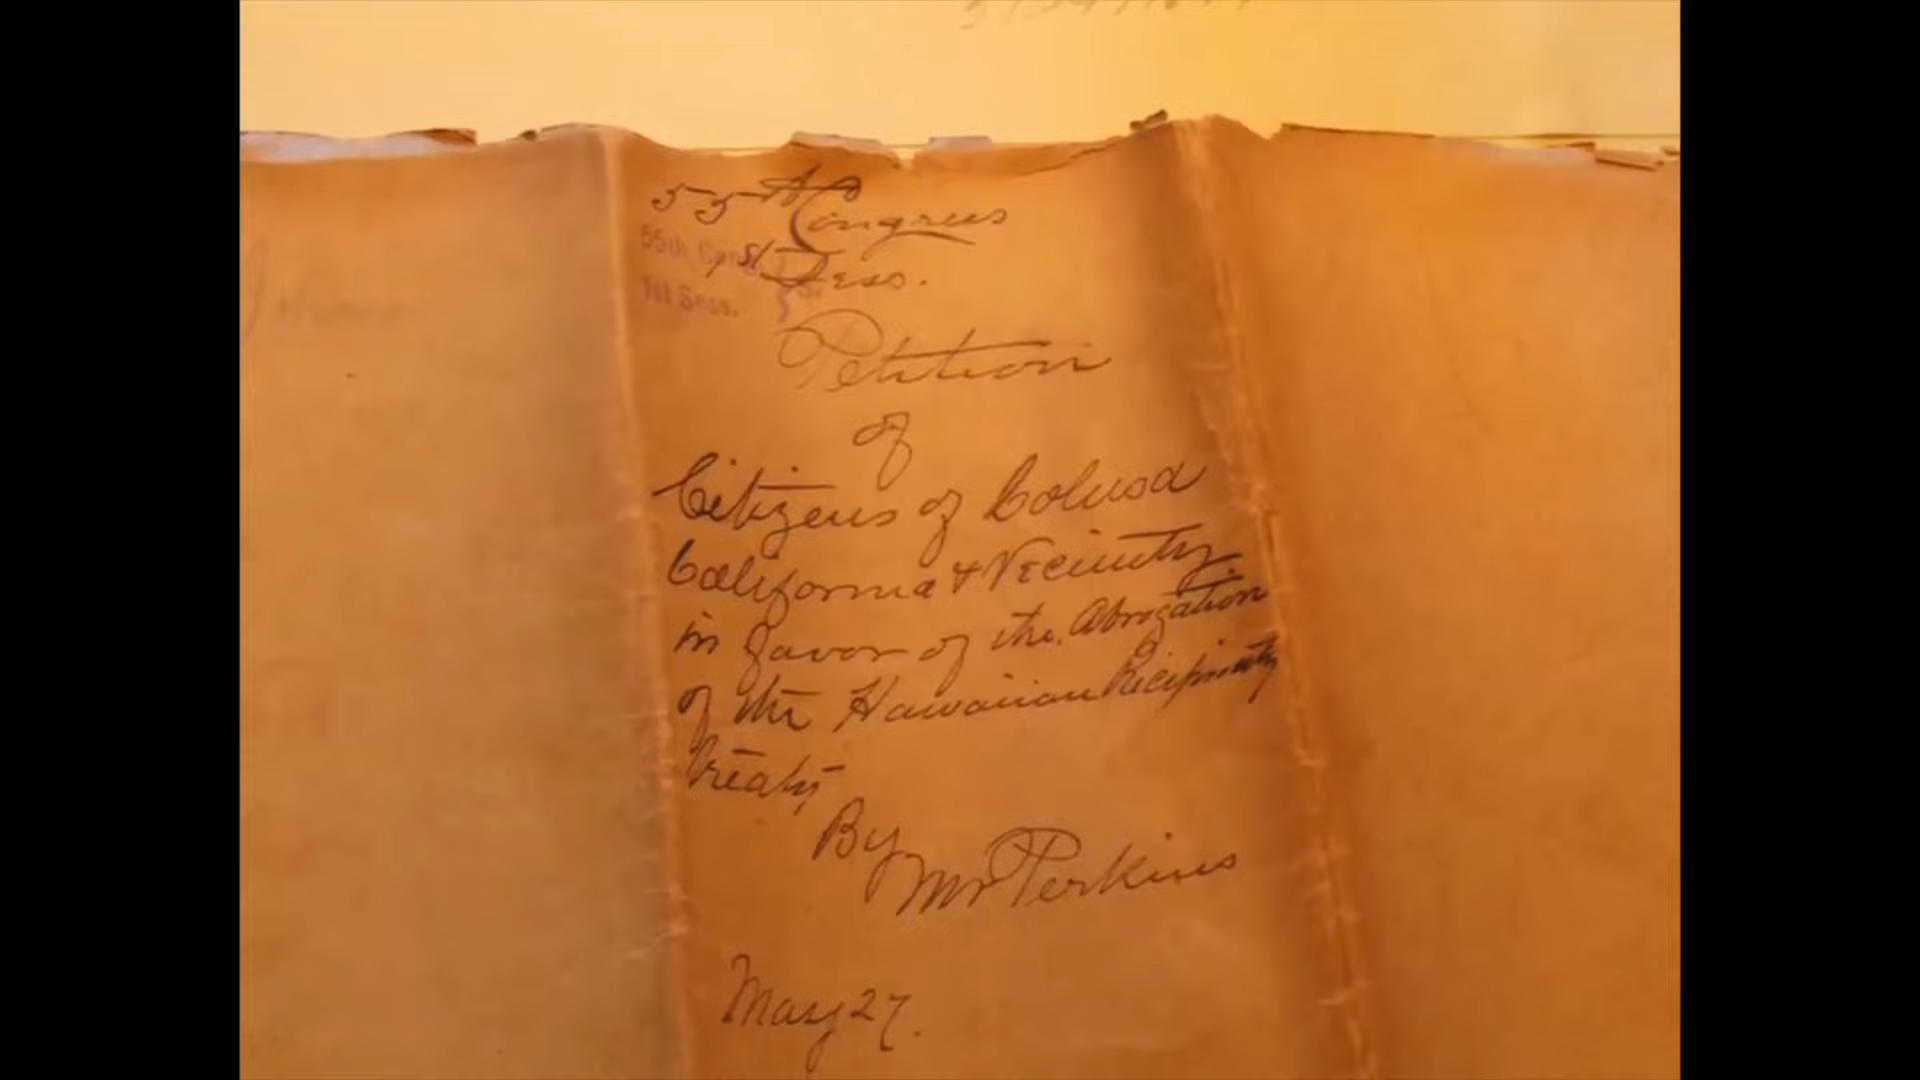 55th Congress
1st Sess.
55th Cong.
1st Sess.
Petition
of
Citizens of Colusa
California & Vicinity
in favor of the Abrogation
of the Hawaiian Reciprocity
Treaty
By
Mr Perkins
May 27.